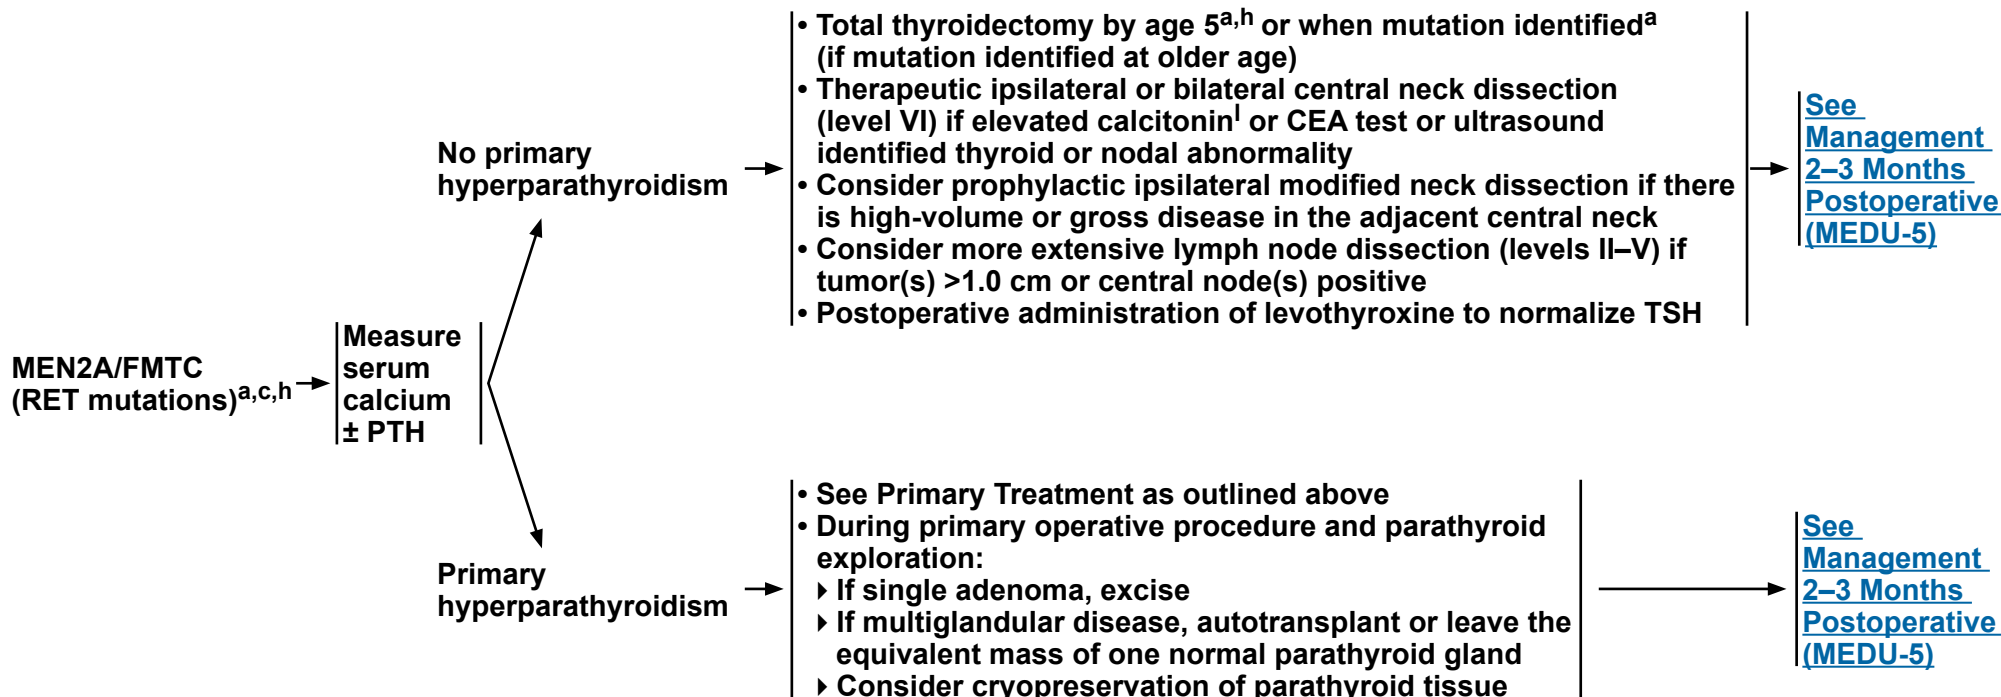 MEN2A/FMTC
(RET mutations)a,c,h
Measure
serum
calcium
± PTH
No primary
hyperparathyroidism
• Total thyroidectomy by age 5a,h or when mutation identifieda
(if mutation identified at older age)
• Therapeutic ipsilateral or bilateral central neck dissection
(level VI) if elevated calcitoninl or CEA test or ultrasound
identified thyroid or nodal abnormality
• Consider prophylactic ipsilateral modified neck dissection if there
is high-volume or gross disease in the adjacent central neck
• Consider more extensive lymph node dissection (levels II–V) if
tumor(s) >1.0 cm or central node(s) positive
• Postoperative administration of levothyroxine to normalize TSH
See
Management
2–3 Months
Postoperative
(MEDU-5)
Primary
hyperparathyroidism
• See Primary Treatment as outlined above
• During primary operative procedure and parathyroid
exploration:
‣ If single adenoma, excise
‣ If multiglandular disease, autotransplant or leave the
equivalent mass of one normal parathyroid gland
‣ Consider cryopreservation of parathyroid tissue
See
Management
2–3 Months
Postoperative
(MEDU-5)